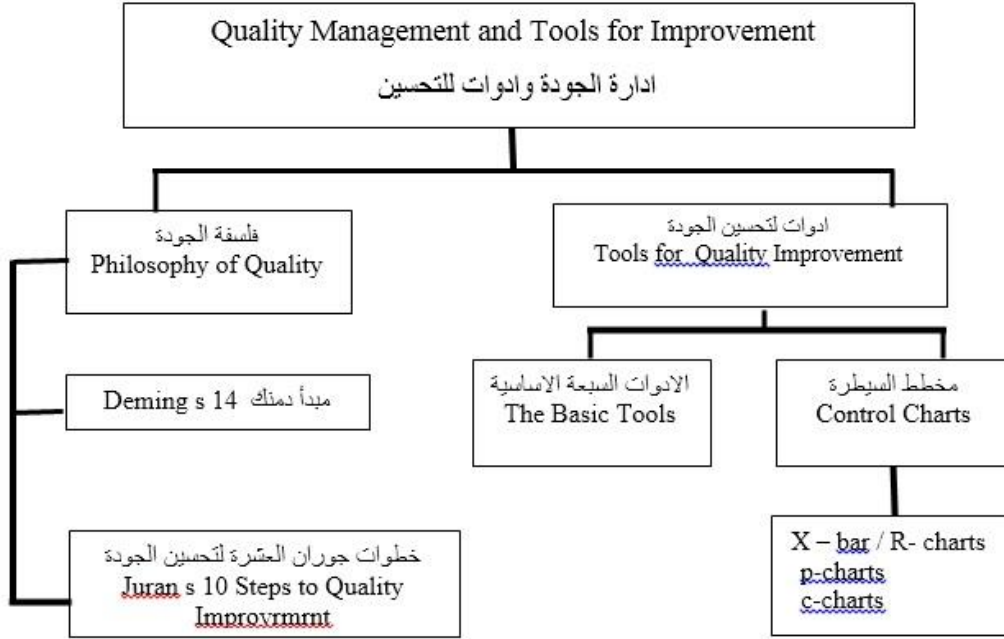 Quality Management and Tools for Improvement
ادارة الجودة وادوات للتحسين
فلسفة الجودة
Philosophy of Quality
ادوات لتحسين الجودة
Tools for Quality Improvement
مبدأ دمنك Deming s 14
الادوات السبعة الاساسية
The Basic Tools
مخطط السيطرة
Control Charts
خطوات جوران العشرة لتحسين الجودة
Juran s 10 Steps to Quality
Improvrmrnt
X – bar / R- charts
p-charts
c-charts